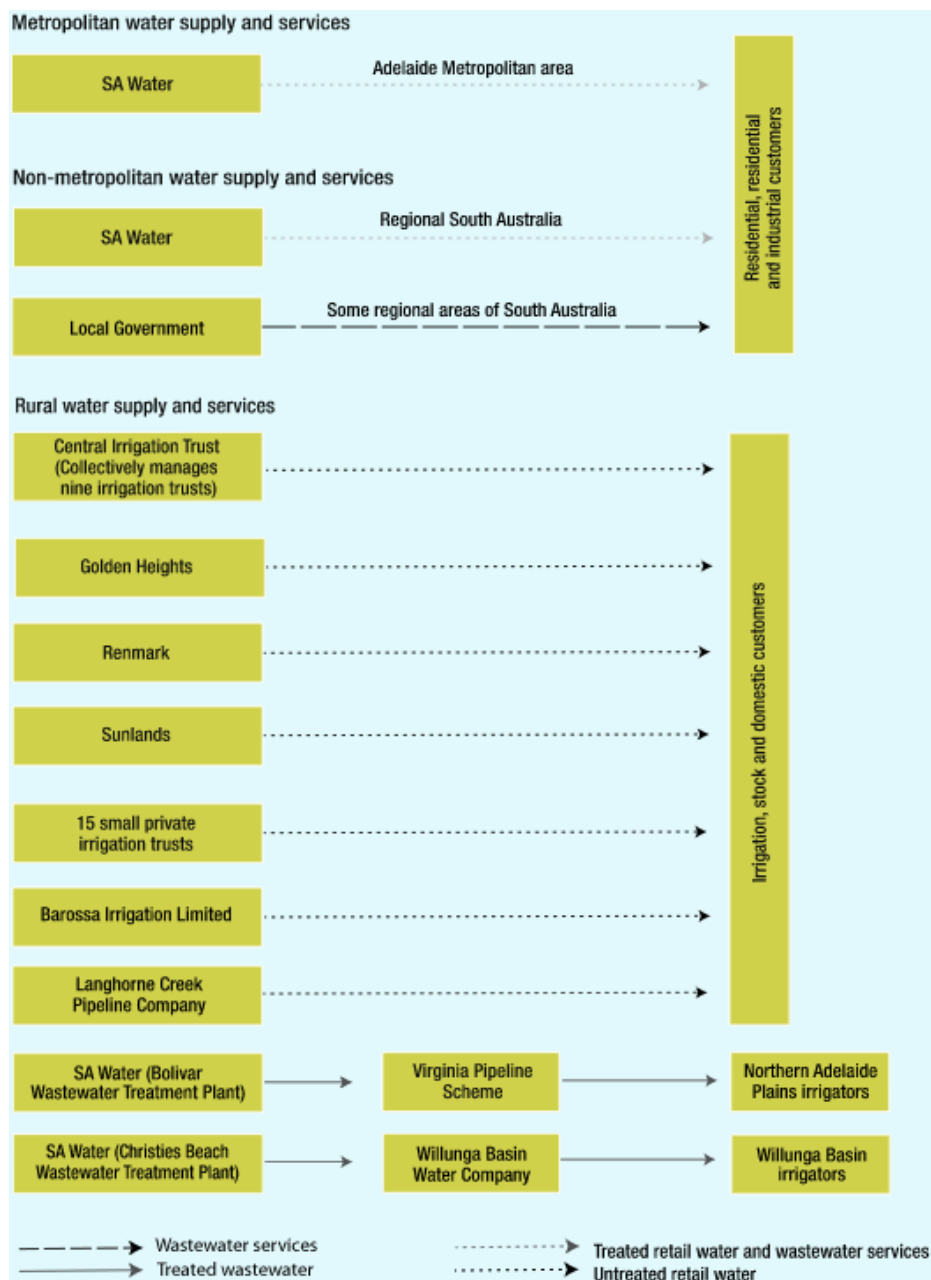 Metropolitan water supply and services
SA Water
Adelaide Metropolitan area
Residential, residential
and industrial customers
Non-metropolitan water supply and services
SA Water
Regional South Australia
Local Government
Some regional areas of South Australia
Rural water supply and services
Central Irrigation Trust
(Collectively manages
nine irrigation trusts)
Irrigation, stock and domestic customers
Golden Heights
Renmark
Sunlands
15 small private
irrigation trusts
Barossa Irrigation Limited
Langhorne Creek
Pipeline Company
SA Water (Bolivar
Wastewater Treatment Plant)
Virginia Pipeline
Scheme
Northern Adelaide
Plains irrigators
SA Water (Christies Beach
Wastewater Treatment Plant)
Willunga Basin
Water Company
Willunga Basin
irrigators
Wastewater services
Treated wastewater
Treated retail water and wastewater services
Untreated retail water